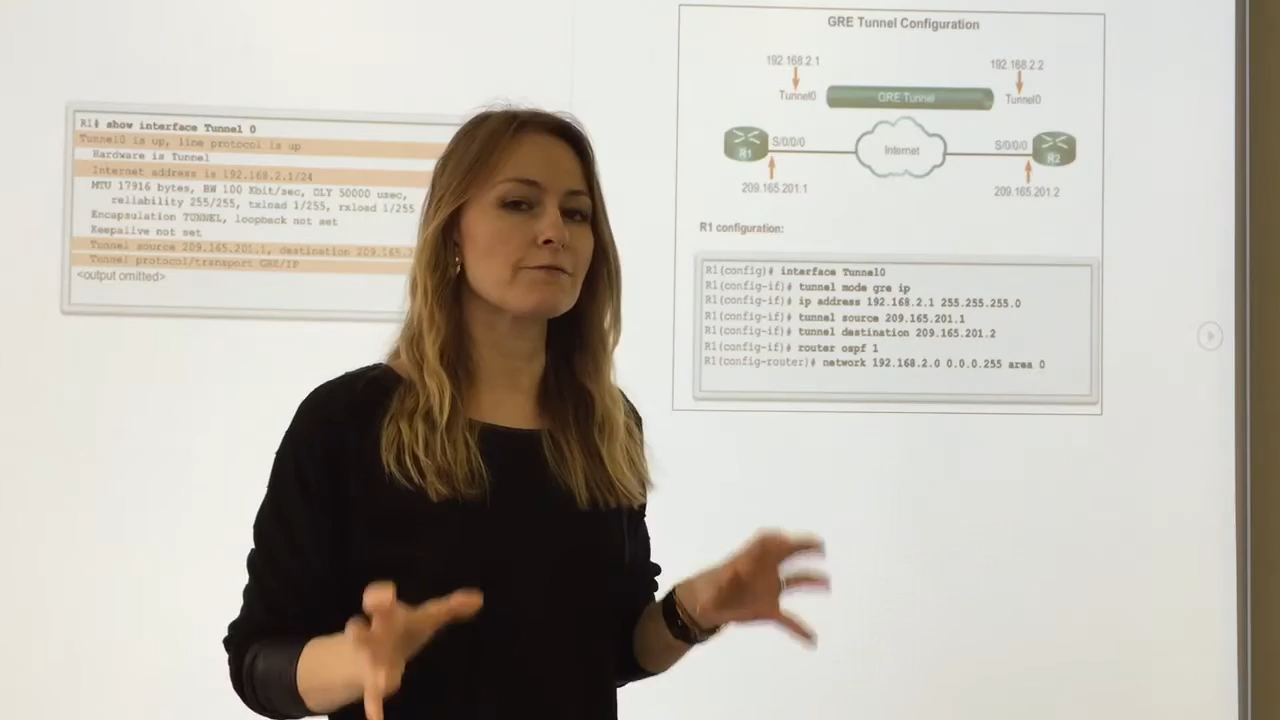 R1# show interface Tunnel 0
Tunnel0 is up, line protocol is up
Hardware is Tunnel
Internet address is 192.168.2.1/24
MTU 17916 bytes, BW 100 Kbit/sec, DLY 50000 usec,
reliability 255/255, txload 1/255, rxload 1/255
Encapsulation TUNNEL, loopback not set
Keepalive not set
Tunnel source 209.165.201.1, destination 209.165.
Tunnel protocol/transport GRE/IP
<output omitted>
GRE Tunnel Configuration
192.168.2.1
192.168.2.2
Tunnel0
GRE Tunnel
Tunnel0
R1
S/0/0/0
Internet
S/0/0/0
R2
209.165.201.1
209.165.201.2
R1 configuration:
R1(config)# interface Tunnel0
R1(config-if)# tunnel mode gre ip
R1(config-if)# ip address 192.168.2.1 255.255.255.0
R1(config-if)# tunnel source 209.165.201.1
R1(config-if)# tunnel destination 209.165.201.2
R1(config-if)# router ospf 1
R1(config-router)# network 192.168.2.0 0.0.0.255 area 0